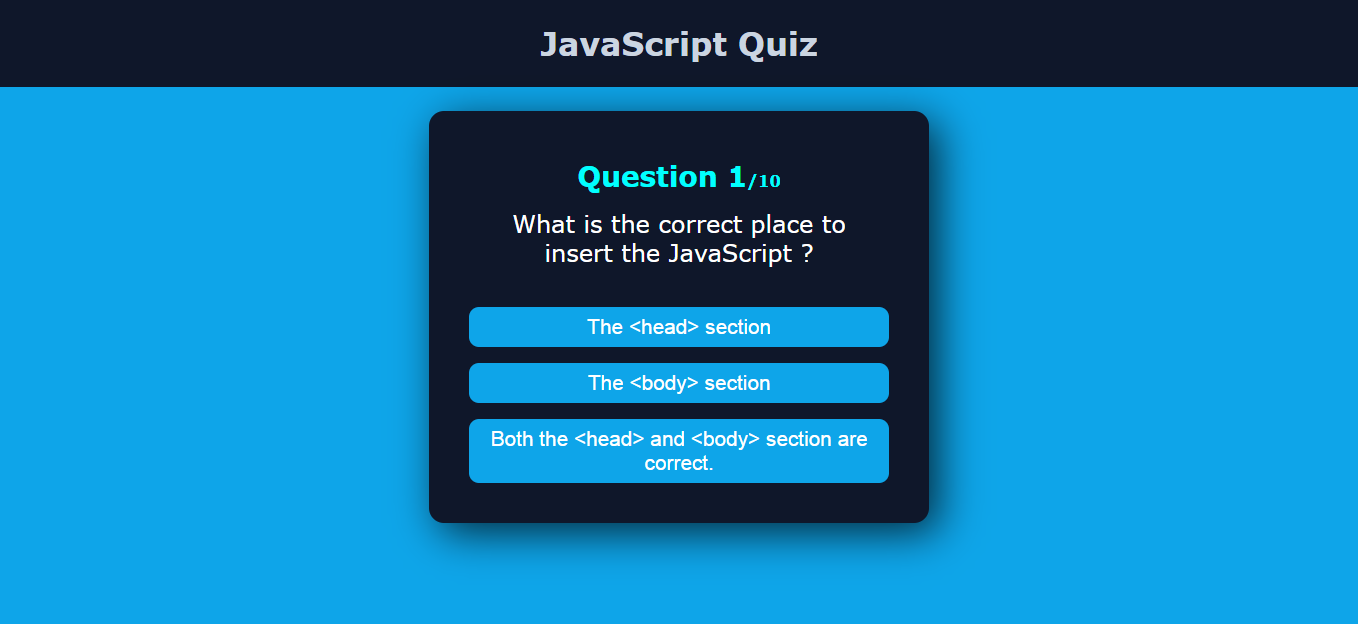 JavaScript Quiz
Question 1/10
What is the correct place to
insert the JavaScript ?
The <head> section
The <body> section
Both the <head> and <body> section are
correct.